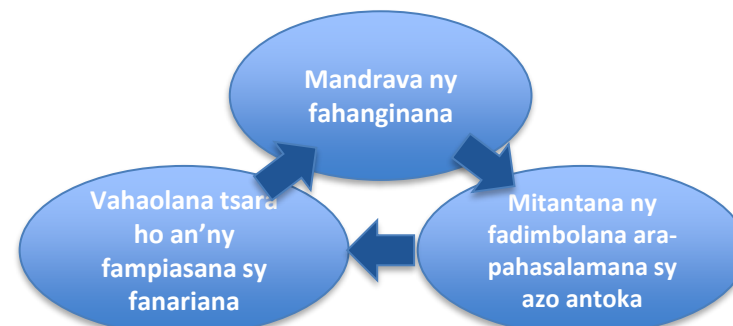 Mandrava ny
fahanginana
Vahaolana tsara
ho an’ny
fampiasana sy
fanariana
Mitantana ny
fadimbolana ara-
pahasalamana sy
azo antoka